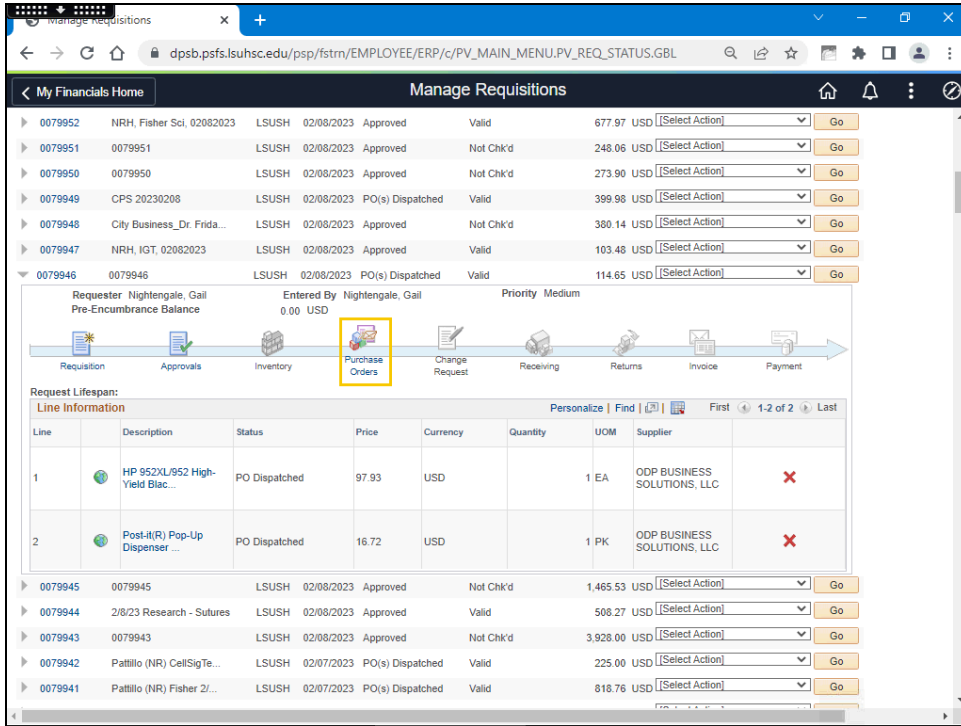 Manage Requisitions
dpsb.psfs.lsuhsc.edu/psp/fstrn/EMPLOYEE/ERP/c/PV_MAIN_MENU.PV_REQ_STATUS.GBL
My Financials Home
Manage Requisitions
0079952 NRH, Fisher Sci, 02082023 LSUSH 02/08/2023 Approved Valid 677.97 USD [Select Action] Go
0079951 0079951 LSUSH 02/08/2023 Approved Not Chk'd 248.06 USD [Select Action] Go
0079950 0079950 LSUSH 02/08/2023 Approved Not Chk'd 273.90 USD [Select Action] Go
0079949 CPS 20230208 LSUSH 02/08/2023 PO(s) Dispatched Valid 399.98 USD [Select Action] Go
0079948 City Business_Dr. Frida... LSUSH 02/08/2023 Approved Not Chk'd 380.14 USD [Select Action] Go
0079947 NRH, IGT, 02082023 LSUSH 02/08/2023 Approved Valid 103.48 USD [Select Action] Go
0079946 0079946 LSUSH 02/08/2023 PO(s) Dispatched Valid 114.65 USD [Select Action] Go
Requester Nightengale, Gail Entered By Nightengale, Gail Priority Medium
Pre-Encumbrance Balance 0.00 USD
Requisition Approvals Inventory Purchase Orders Change Request Receiving Returns Invoice Payment
Request Lifespan:
Line Information Personalize | Find | First 1-2 of 2 Last
Line Description Status Price Currency Quantity UOM Supplier
1 HP 952XL/952 High-Yield Blac... PO Dispatched 97.93 USD 1 EA ODP BUSINESS SOLUTIONS, LLC
2 Post-it(R) Pop-Up Dispenser ... PO Dispatched 16.72 USD 1 PK ODP BUSINESS SOLUTIONS, LLC
0079945 0079945 LSUSH 02/08/2023 Approved Not Chk'd 1,465.53 USD [Select Action] Go
0079944 2/8/23 Research - Sutures LSUSH 02/08/2023 Approved Valid 508.27 USD [Select Action] Go
0079943 0079943 LSUSH 02/08/2023 Approved Not Chk'd 3,928.00 USD [Select Action] Go
0079942 Pattillo (NR) CellSigTe... LSUSH 02/07/2023 PO(s) Dispatched Valid 225.00 USD [Select Action] Go
0079941 Pattillo (NR) Fisher 2/... LSUSH 02/07/2023 PO(s) Dispatched Valid 818.76 USD [Select Action] Go